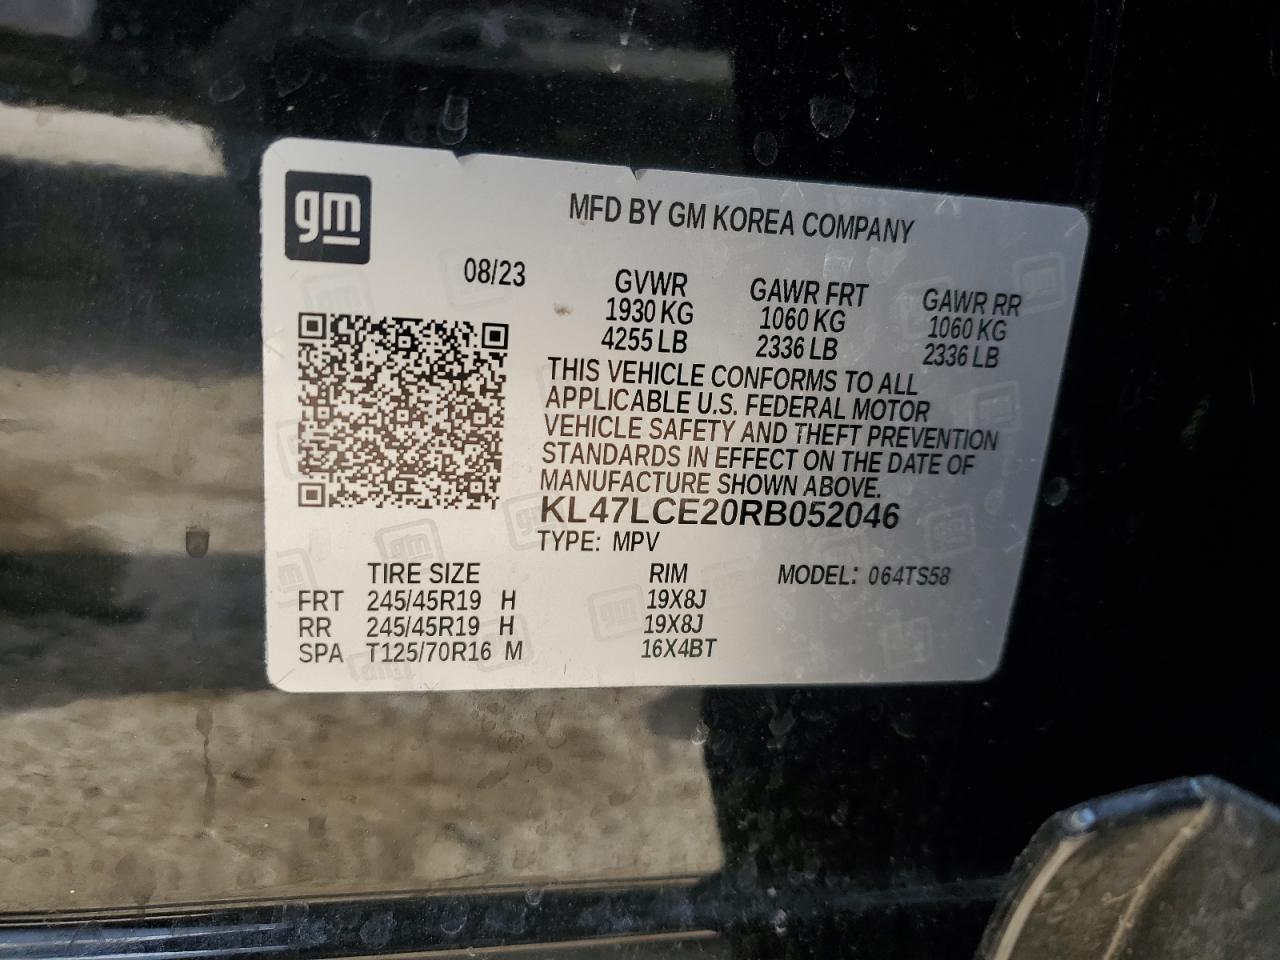 gm
MFD BY GM KOREA COMPANY
08/23
GVWR GAWR FRT GAWR RR
1930 KG 1060 KG 1060 KG
4255 LB 2336 LB 2336 LB
THIS VEHICLE CONFORMS TO ALL
APPLICABLE U.S. FEDERAL MOTOR
VEHICLE SAFETY AND THEFT PREVENTION
STANDARDS IN EFFECT ON THE DATE OF
MANUFACTURE SHOWN ABOVE.
KL47LCE20RB052046
TYPE: MPV
TIRE SIZE RIM MODEL: 064TS58
FRT 245/45R19 H 19X8J
RR 245/45R19 H 19X8J
SPA T125/70R16 M 16X4BT